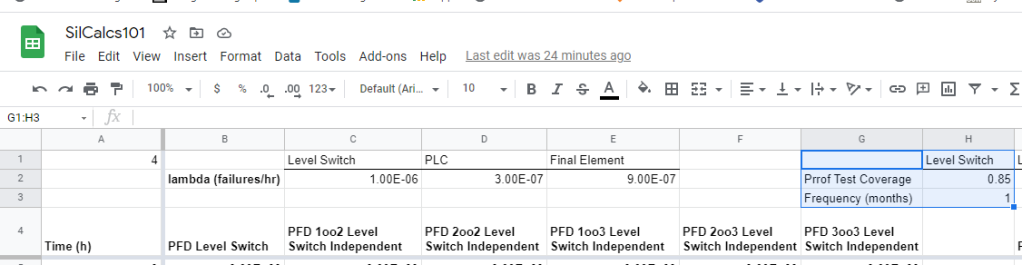 SilCalcs101
File Edit View Insert Format Data Tools Add-ons Help Last edit was 24 minutes ago
100% $ % .0 .00 123 Default (Ari... 10 B I S A
G1:H3 fx
A B C D E F G H
1 4 Level Switch PLC Final Element Level Switch
2 lambda (failures/hr) 1.00E-06 3.00E-07 9.00E-07 Prrof Test Coverage 0.85
3 Frequency (months) 1
4 Time (h) PFD Level Switch PFD 1oo2 Level Switch Independent PFD 2oo2 Level Switch Independent PFD 1oo3 Level Switch Independent PFD 2oo3 Level Switch Independent PFD 3oo3 Level Switch Independent